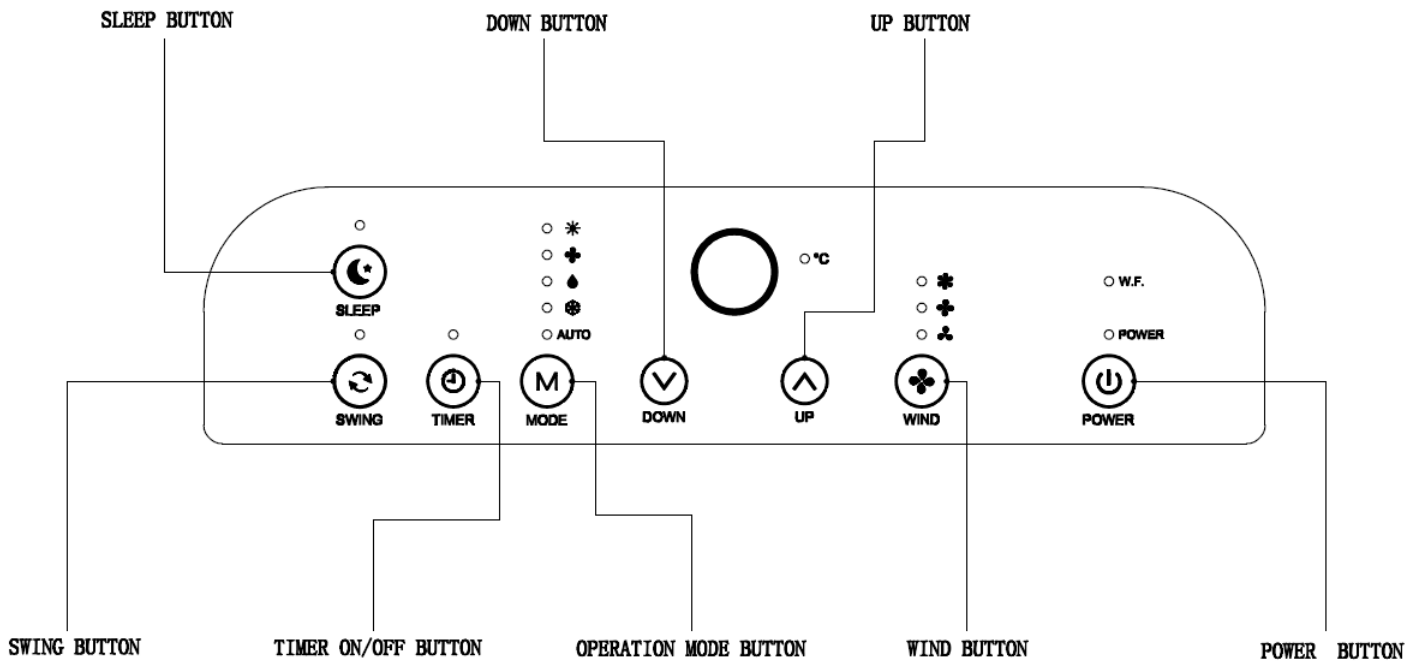 SLEEP BUTTON
DOWN BUTTON
UP BUTTON
°C
W.F.
SLEEP
AUTO
POWER
M
SWING
TIMER
MODE
DOWN
UP
WIND
POWER
SWING BUTTON
TIMER ON/OFF BUTTON
OPERATION MODE BUTTON
WIND BUTTON
POWER BUTTON